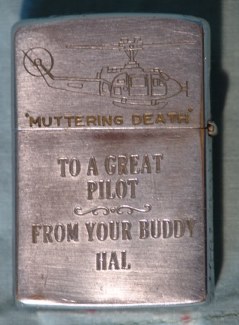 "MUTTERING DEATH"
TO A GREAT
PILOT
FROM YOUR BUDDY
HAL